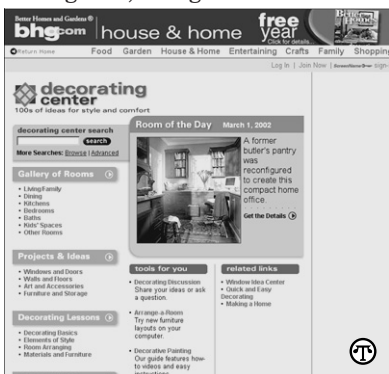 Better Homes and Gardens®
bhg.com house & home
free year
Click for details.
Return Home Food Garden House & Home Entertaining Crafts Family Shopping
Log In | Join Now | sign-
decorating center
100s of ideas for style and comfort
decorating center search
search
More Searches: Browse | Advanced
Gallery of Rooms
• Living/Family
• Dining
• Kitchens
• Bedrooms
• Baths
• Kids' Spaces
• Other Rooms
Projects & Ideas
• Windows and Doors
• Walls and Floors
• Art and Accessories
• Furniture and Storage
Decorating Lessons
• Decorating Basics
• Elements of Style
• Room Arranging
• Materials and Furniture
Room of the Day March 1, 2002
A former
butler's pantry
was
reconfigured
to create this
compact home
office.
Get the Details
tools for you
• Decorating Discussion
Share your ideas or ask
a question.
• Arrange-a-Room
Try new furniture
layouts on your
computer.
• Decorative Painting
Our guide features how-
to videos and easy
instructions
related links
• Window Idea Center
• Quick and Easy
Decorating
• Making a Home